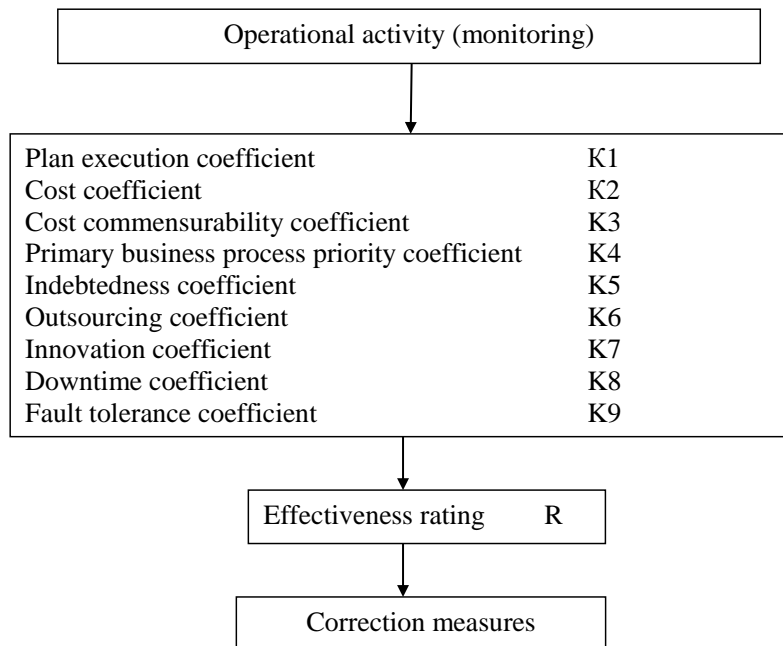 Operational activity (monitoring)
Plan execution coefficient К1
Cost coefficient К2
Cost commensurability coefficient K3
Primary business process priority coefficient K4
Indebtedness coefficient K5
Outsourcing coefficient K6
Innovation coefficient K7
Downtime coefficient K8
Fault tolerance coefficient K9
Effectiveness rating R
Correction measures